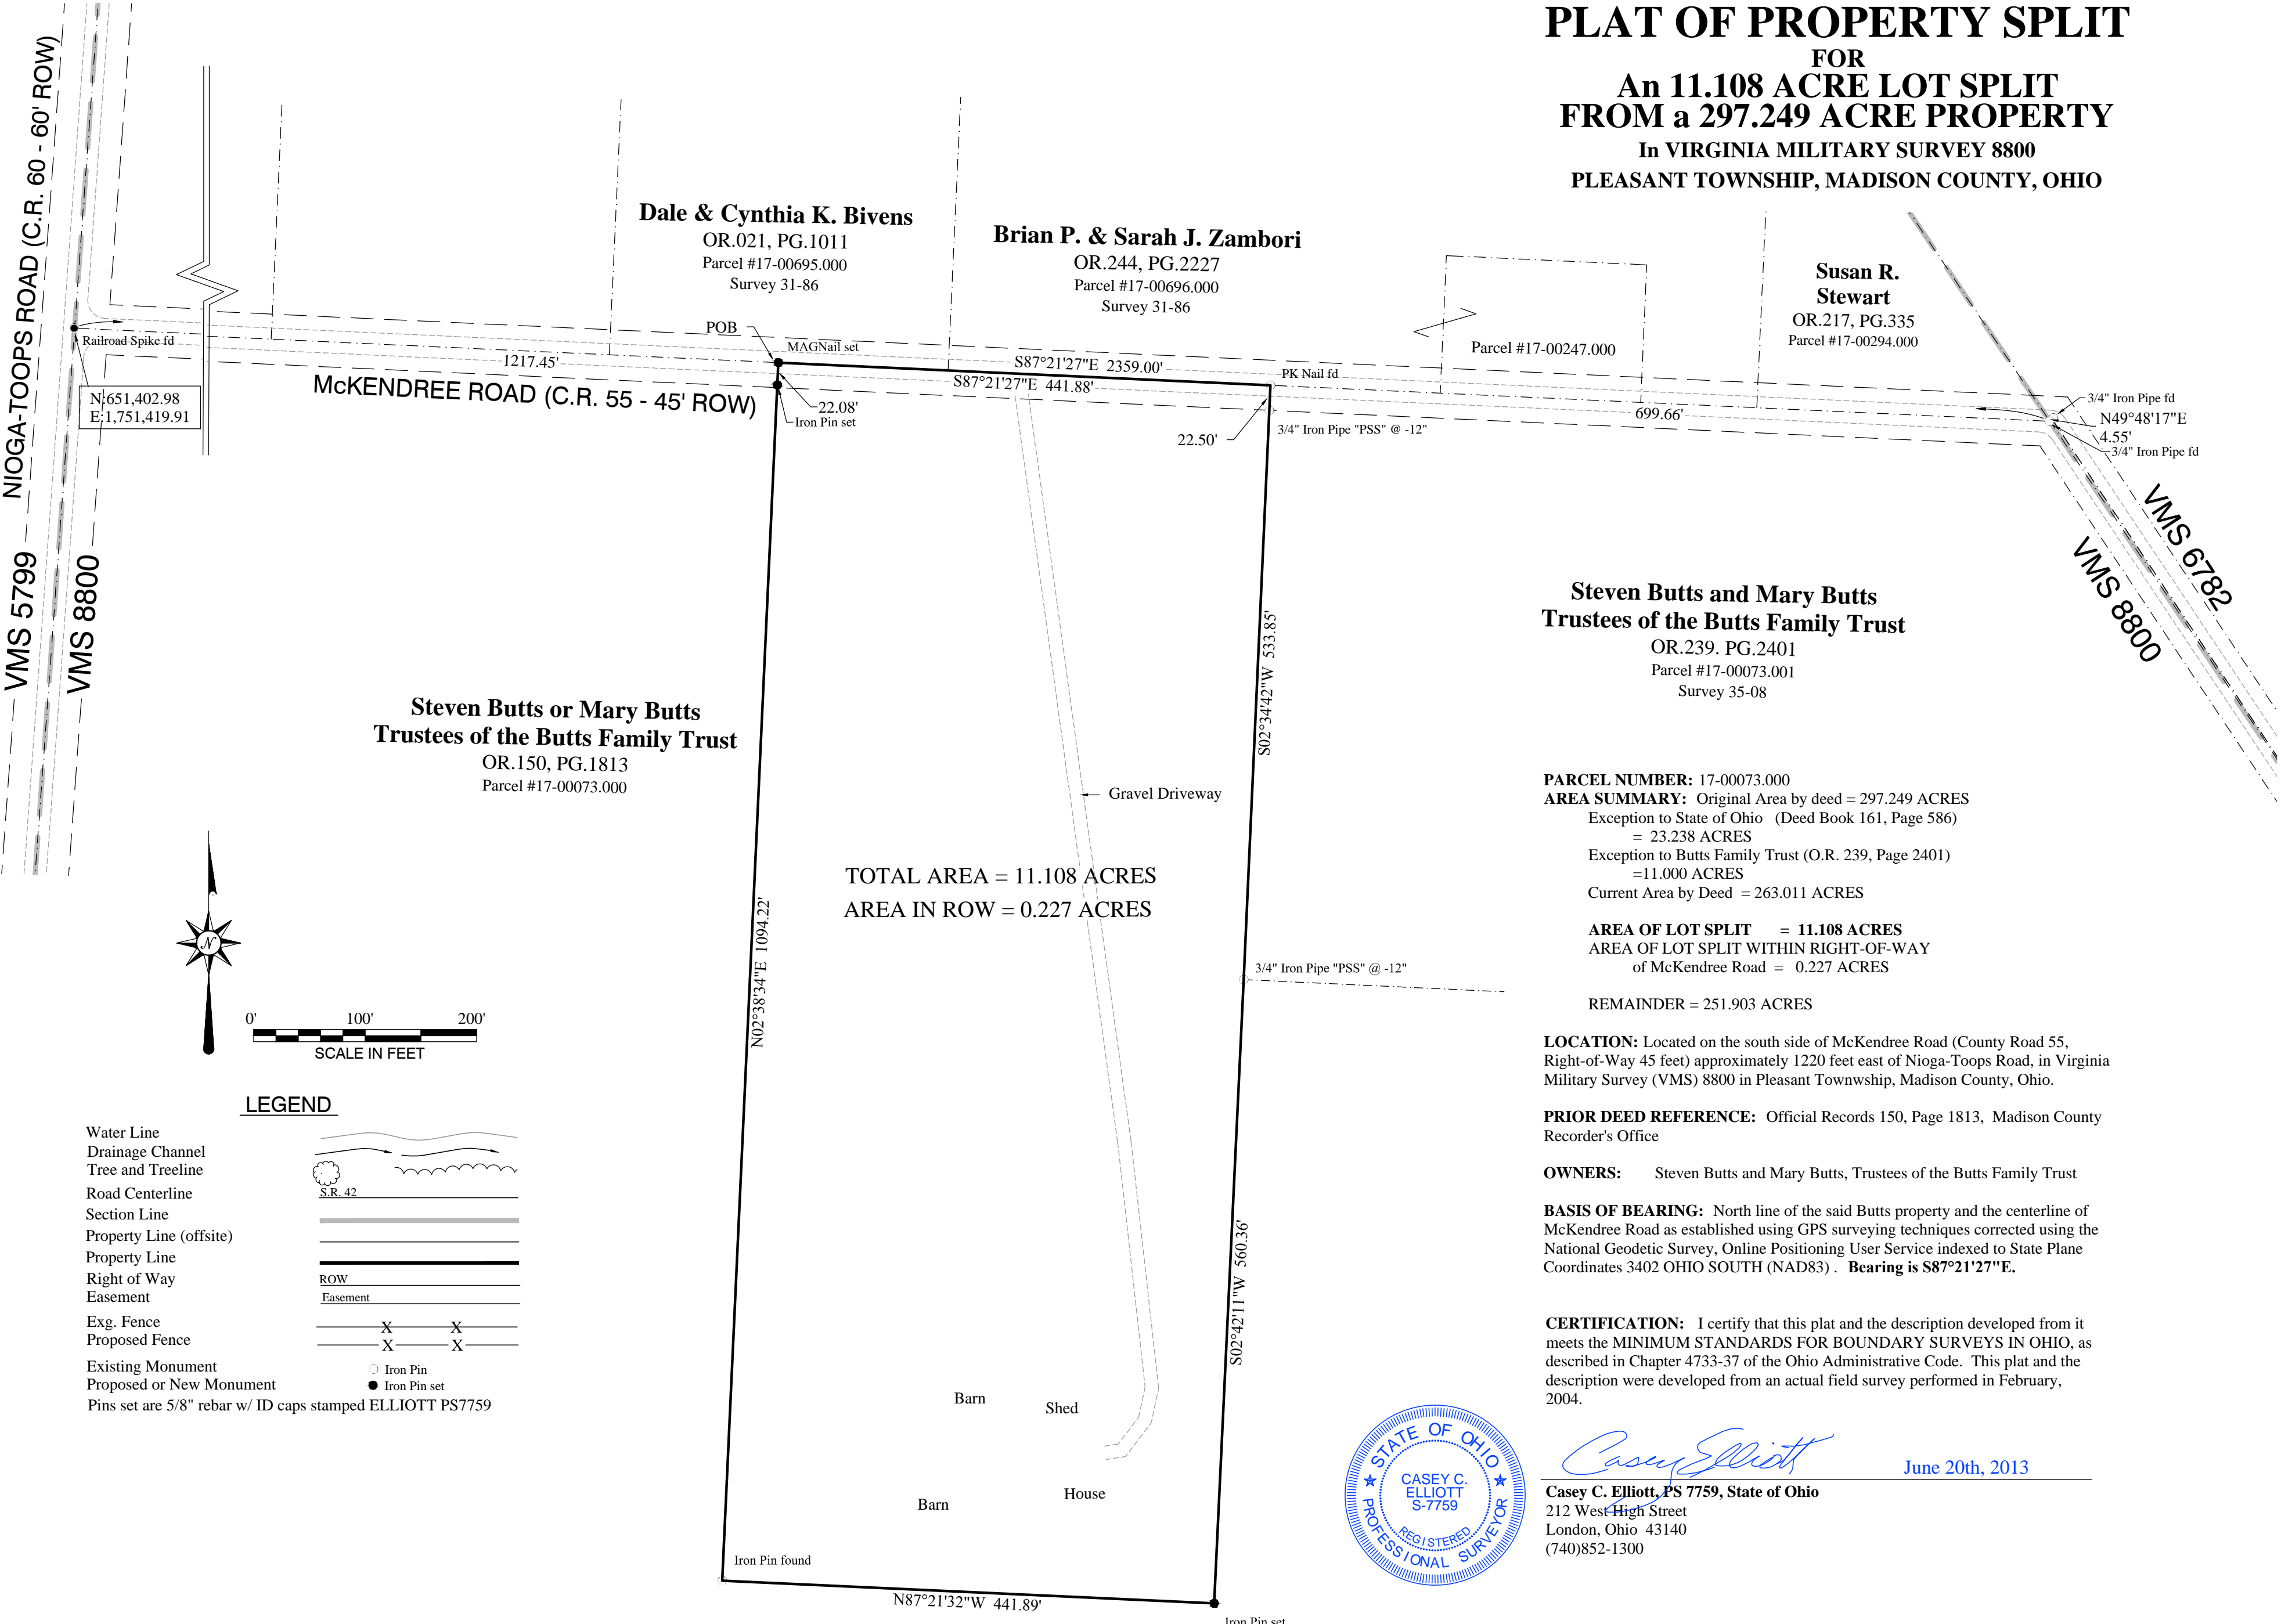 PLAT OF PROPERTY SPLIT
FOR
An 11.108 ACRE LOT SPLIT
FROM a 297.249 ACRE PROPERTY
In VIRGINIA MILITARY SURVEY 8800
PLEASANT TOWNSHIP, MADISON COUNTY, OHIO
NIOGA-TOOPS ROAD (C.R. 60 - 60' ROW)
VMS 5799
VMS 8800
Railroad Spike fd
N:651,402.98
E:1,751,419.91
Dale & Cynthia K. Bivens
OR.021, PG.1011
Parcel #17-00695.000
Survey 31-86
Brian P. & Sarah J. Zambori
OR.244, PG.2227
Parcel #17-00696.000
Survey 31-86
Parcel #17-00247.000
Susan R.
Stewart
OR.217, PG.335
Parcel #17-00294.000
POB
MAGNail set
1217.45'
S87°21'27"E 2359.00'
S87°21'27"E 441.88'
PK Nail fd
McKENDREE ROAD (C.R. 55 - 45' ROW)
22.08'
Iron Pin set
22.50'
3/4" Iron Pipe "PSS" @ -12"
699.66'
3/4" Iron Pipe fd
N49°48'17"E
4.55'
3/4" Iron Pipe fd
VMS 6782
VMS 8800
Steven Butts or Mary Butts
Trustees of the Butts Family Trust
OR.150, PG.1813
Parcel #17-00073.000
Steven Butts and Mary Butts
Trustees of the Butts Family Trust
OR.239. PG.2401
Parcel #17-00073.001
Survey 35-08
S02°34'42"W 533.85'
Gravel Driveway
TOTAL AREA = 11.108 ACRES
AREA IN ROW = 0.227 ACRES
N02°38'34"E 1094.22'
3/4" Iron Pipe "PSS" @ -12"
S02°42'11"W 560.36'
Barn
Shed
Barn
House
Iron Pin found
N87°21'32"W 441.89'
Iron Pin set
N
0' 100' 200'
SCALE IN FEET
LEGEND
Water Line
Drainage Channel
Tree and Treeline
Road Centerline S.R. 42
Section Line
Property Line (offsite)
Property Line
Right of Way ROW
Easement Easement
Exg. Fence X X
Proposed Fence X X
Existing Monument Iron Pin
Proposed or New Monument Iron Pin set
Pins set are 5/8" rebar w/ ID caps stamped ELLIOTT PS7759
PARCEL NUMBER: 17-00073.000
AREA SUMMARY: Original Area by deed = 297.249 ACRES
Exception to State of Ohio (Deed Book 161, Page 586)
= 23.238 ACRES
Exception to Butts Family Trust (O.R. 239, Page 2401)
=11.000 ACRES
Current Area by Deed = 263.011 ACRES
AREA OF LOT SPLIT = 11.108 ACRES
AREA OF LOT SPLIT WITHIN RIGHT-OF-WAY
of McKendree Road = 0.227 ACRES
REMAINDER = 251.903 ACRES
LOCATION: Located on the south side of McKendree Road (County Road 55,
Right-of-Way 45 feet) approximately 1220 feet east of Nioga-Toops Road, in Virginia
Military Survey (VMS) 8800 in Pleasant Townwship, Madison County, Ohio.
PRIOR DEED REFERENCE: Official Records 150, Page 1813, Madison County
Recorder's Office
OWNERS: Steven Butts and Mary Butts, Trustees of the Butts Family Trust
BASIS OF BEARING: North line of the said Butts property and the centerline of
McKendree Road as established using GPS surveying techniques corrected using the
National Geodetic Survey, Online Positioning User Service indexed to State Plane
Coordinates 3402 OHIO SOUTH (NAD83) . Bearing is S87°21'27"E.
CERTIFICATION: I certify that this plat and the description developed from it
meets the MINIMUM STANDARDS FOR BOUNDARY SURVEYS IN OHIO, as
described in Chapter 4733-37 of the Ohio Administrative Code. This plat and the
description were developed from an actual field survey performed in February,
2004.
STATE OF OHIO
CASEY C.
ELLIOTT
S-7759
REGISTERED
PROFESSIONAL SURVEYOR
Casey Elliott
June 20th, 2013
Casey C. Elliott, PS 7759, State of Ohio
212 West High Street
London, Ohio 43140
(740)852-1300